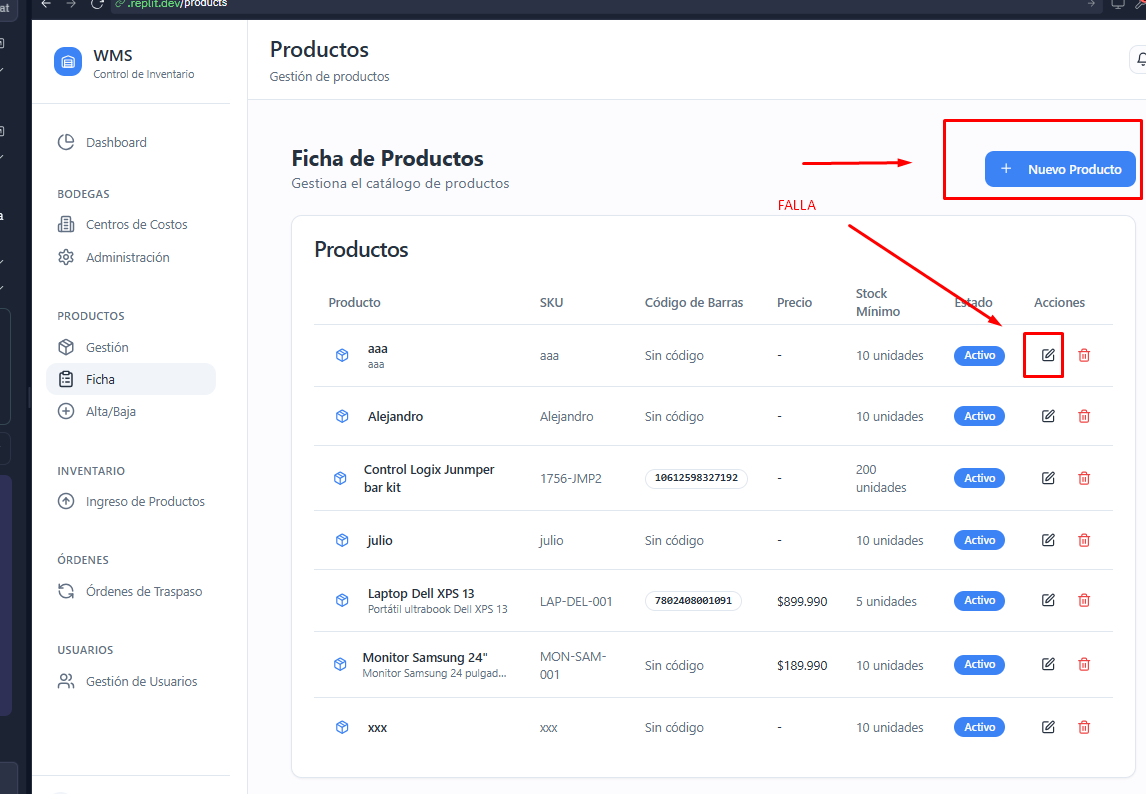 at
.replit.dev/products
WMS
Control de Inventario
Productos
Gestión de productos
Dashboard
BODEGAS
Centros de Costos
Administración
PRODUCTOS
Gestión
Ficha
Alta/Baja
INVENTARIO
Ingreso de Productos
ÓRDENES
Órdenes de Traspaso
USUARIOS
Gestión de Usuarios
Ficha de Productos
Gestiona el catálogo de productos
+ Nuevo Producto
FALLA
Productos
Producto SKU Código de Barras Precio Stock Mínimo Estado Acciones
aaa aaa Sin código - 10 unidades Activo
aaa
Alejandro Alejandro Sin código - 10 unidades Activo
Control Logix Junmper bar kit 1756-JMP2 10612598327192 - 200 unidades Activo
julio julio Sin código - 10 unidades Activo
Laptop Dell XPS 13 LAP-DEL-001 7802408001091 $899.990 5 unidades Activo
Portátil ultrabook Dell XPS 13
Monitor Samsung 24" MON-SAM-001 Sin código $189.990 10 unidades Activo
Monitor Samsung 24 pulgad...
xxx xxx Sin código - 10 unidades Activo